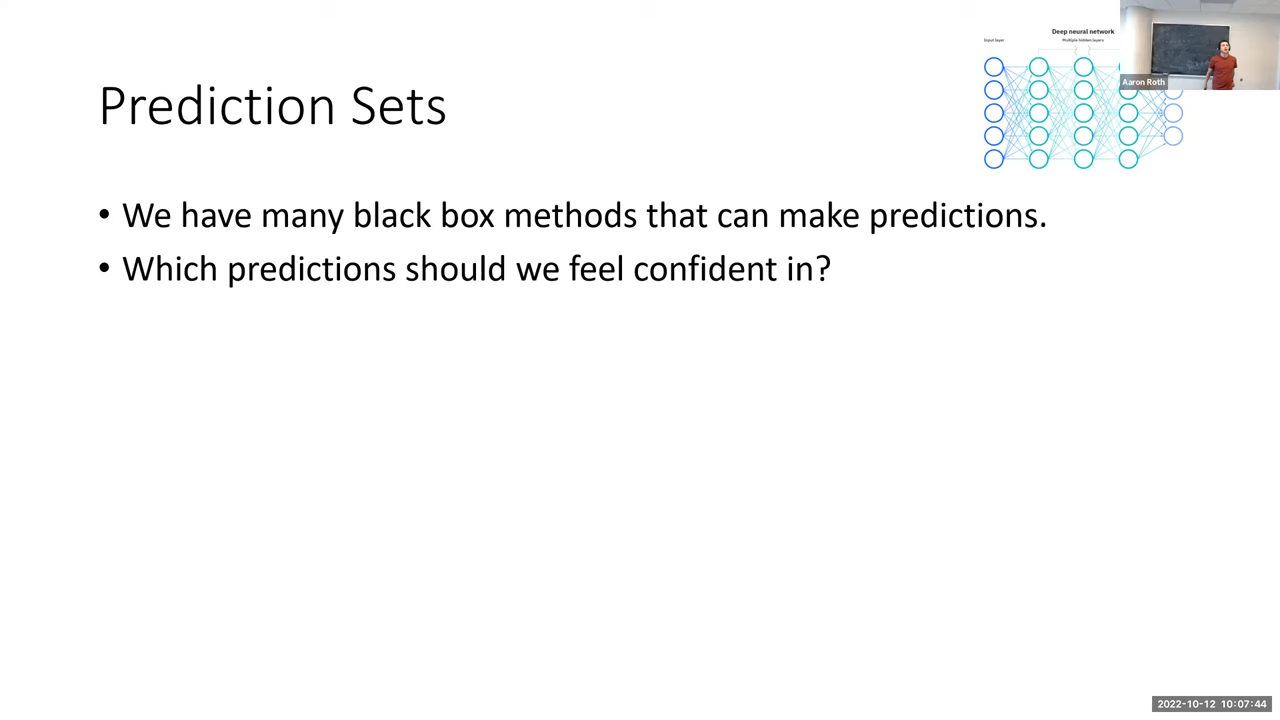 Deep neural network
Input layer
Multiple hidden layers
Aaron Roth
Prediction Sets
• We have many black box methods that can make predictions.
• Which predictions should we feel confident in?
2022-10-12 10:07:44